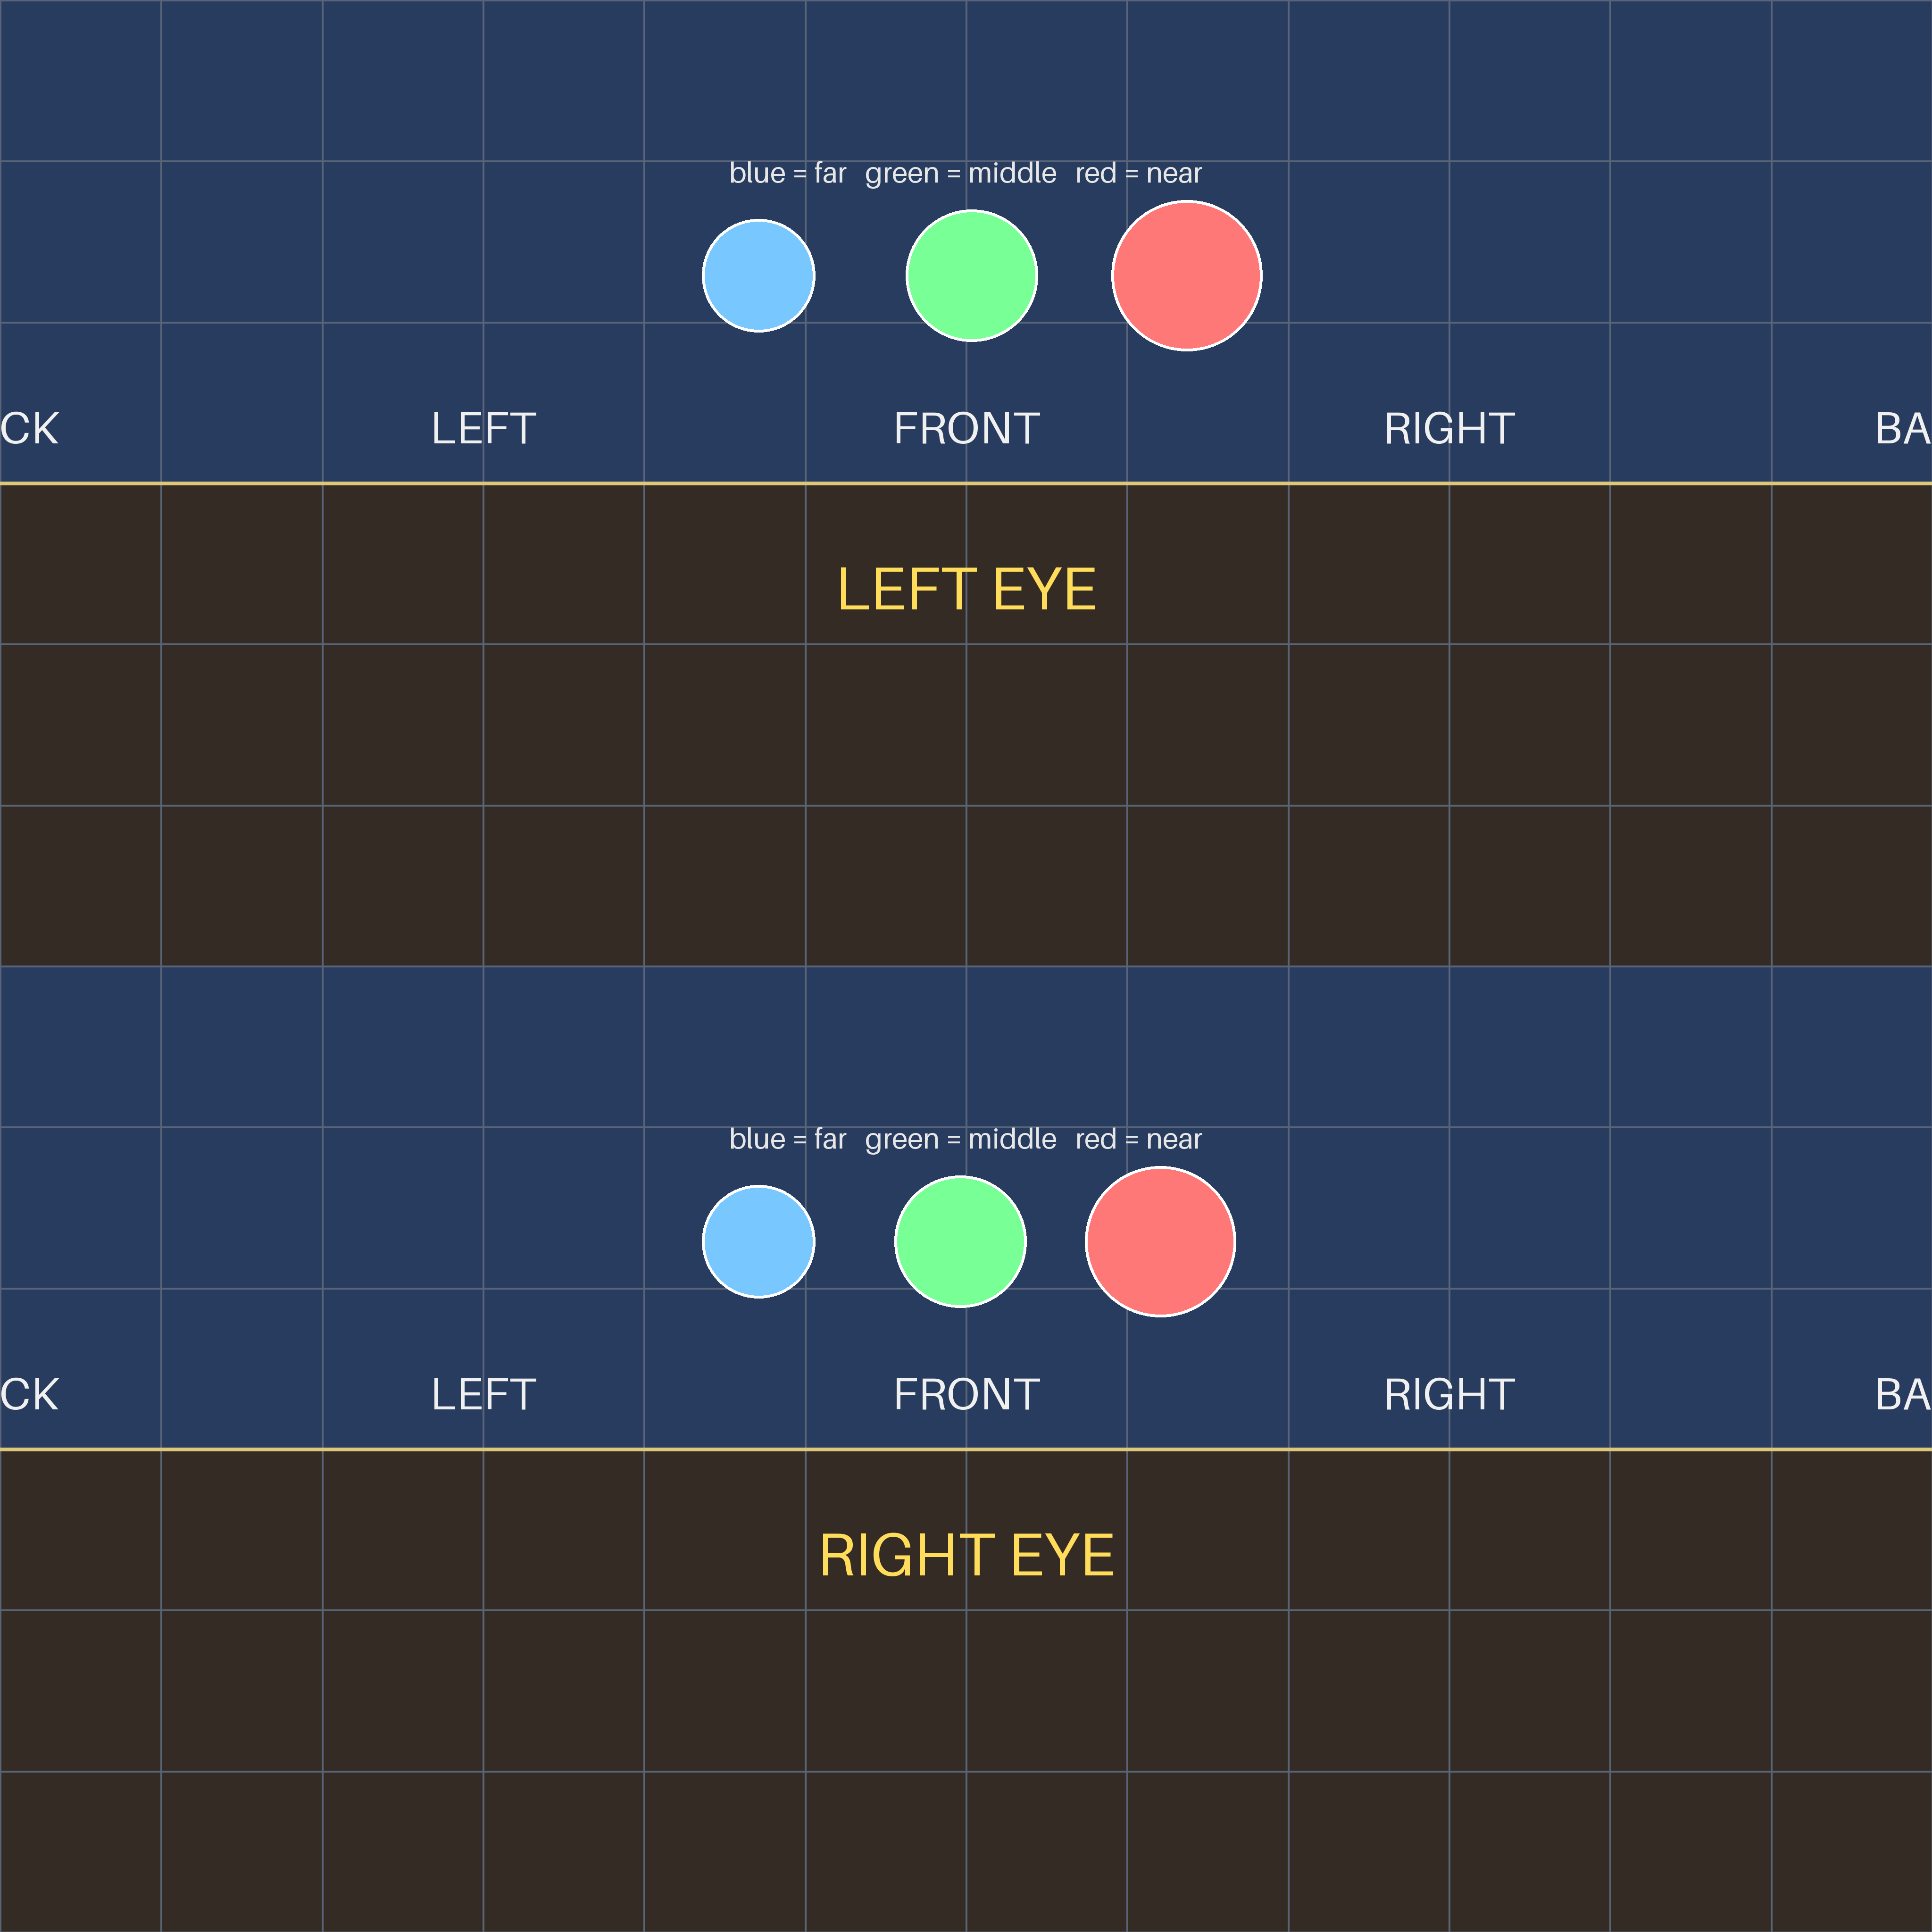 blue = far green = middle red = near
CK LEFT FRONT RIGHT BA
LEFT EYE
blue = far green = middle red = near
CK LEFT FRONT RIGHT BA
RIGHT EYE